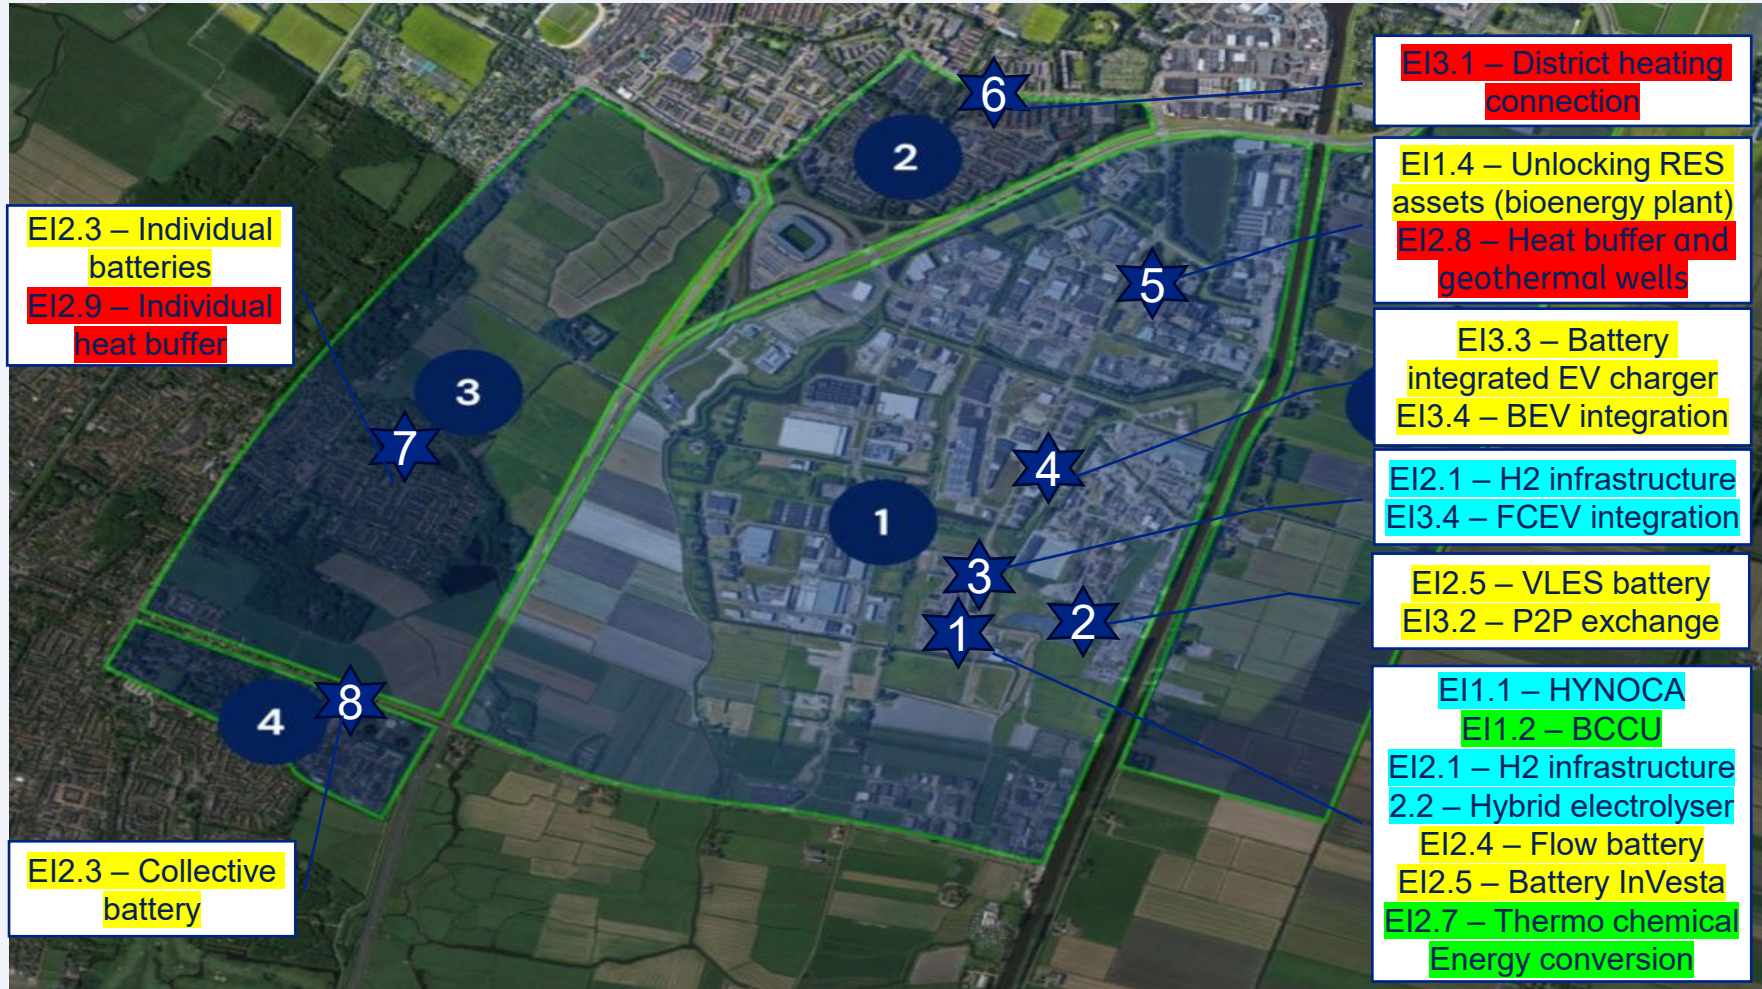 EI3.1 – District heating
connection
EI1.4 – Unlocking RES
assets (bioenergy plant)
EI2.8 – Heat buffer and
geothermal wells
EI3.3 – Battery
integrated EV charger
EI3.4 – BEV integration
EI2.1 – H2 infrastructure
EI3.4 – FCEV integration
EI2.5 – VLES battery
EI3.2 – P2P exchange
EI1.1 – HYNOCA
EI1.2 – BCCU
EI2.1 – H2 infrastructure
2.2 – Hybrid electrolyser
EI2.4 – Flow battery
EI2.5 – Battery InVesta
EI2.7 – Thermo chemical
Energy conversion
EI2.3 – Individual
batteries
EI2.9 – Individual
heat buffer
EI2.3 – Collective
battery
6
2
5
3
7
4
1
3
1
2
8
4